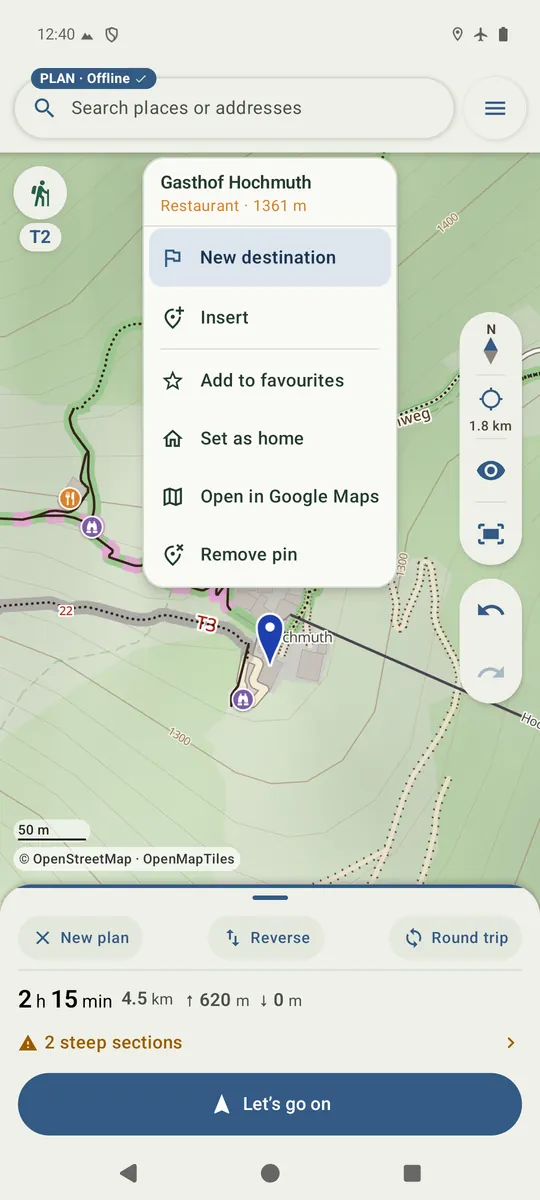 12:40
PLAN · Offline
Search places or addresses
Gasthof Hochmuth
Restaurant · 1361 m
T2
1400
New destination
Insert
N
Add to favourites
1.8 km
iweg
Set as home
Open in Google Maps
Remove pin
1300
22
T3
chmuth
Hoc
1300
50 m
© OpenStreetMap · OpenMapTiles
New plan
Reverse
Round trip
2 h 15 min 4.5 km ↑ 620 m ↓ 0 m
2 steep sections
Let's go on